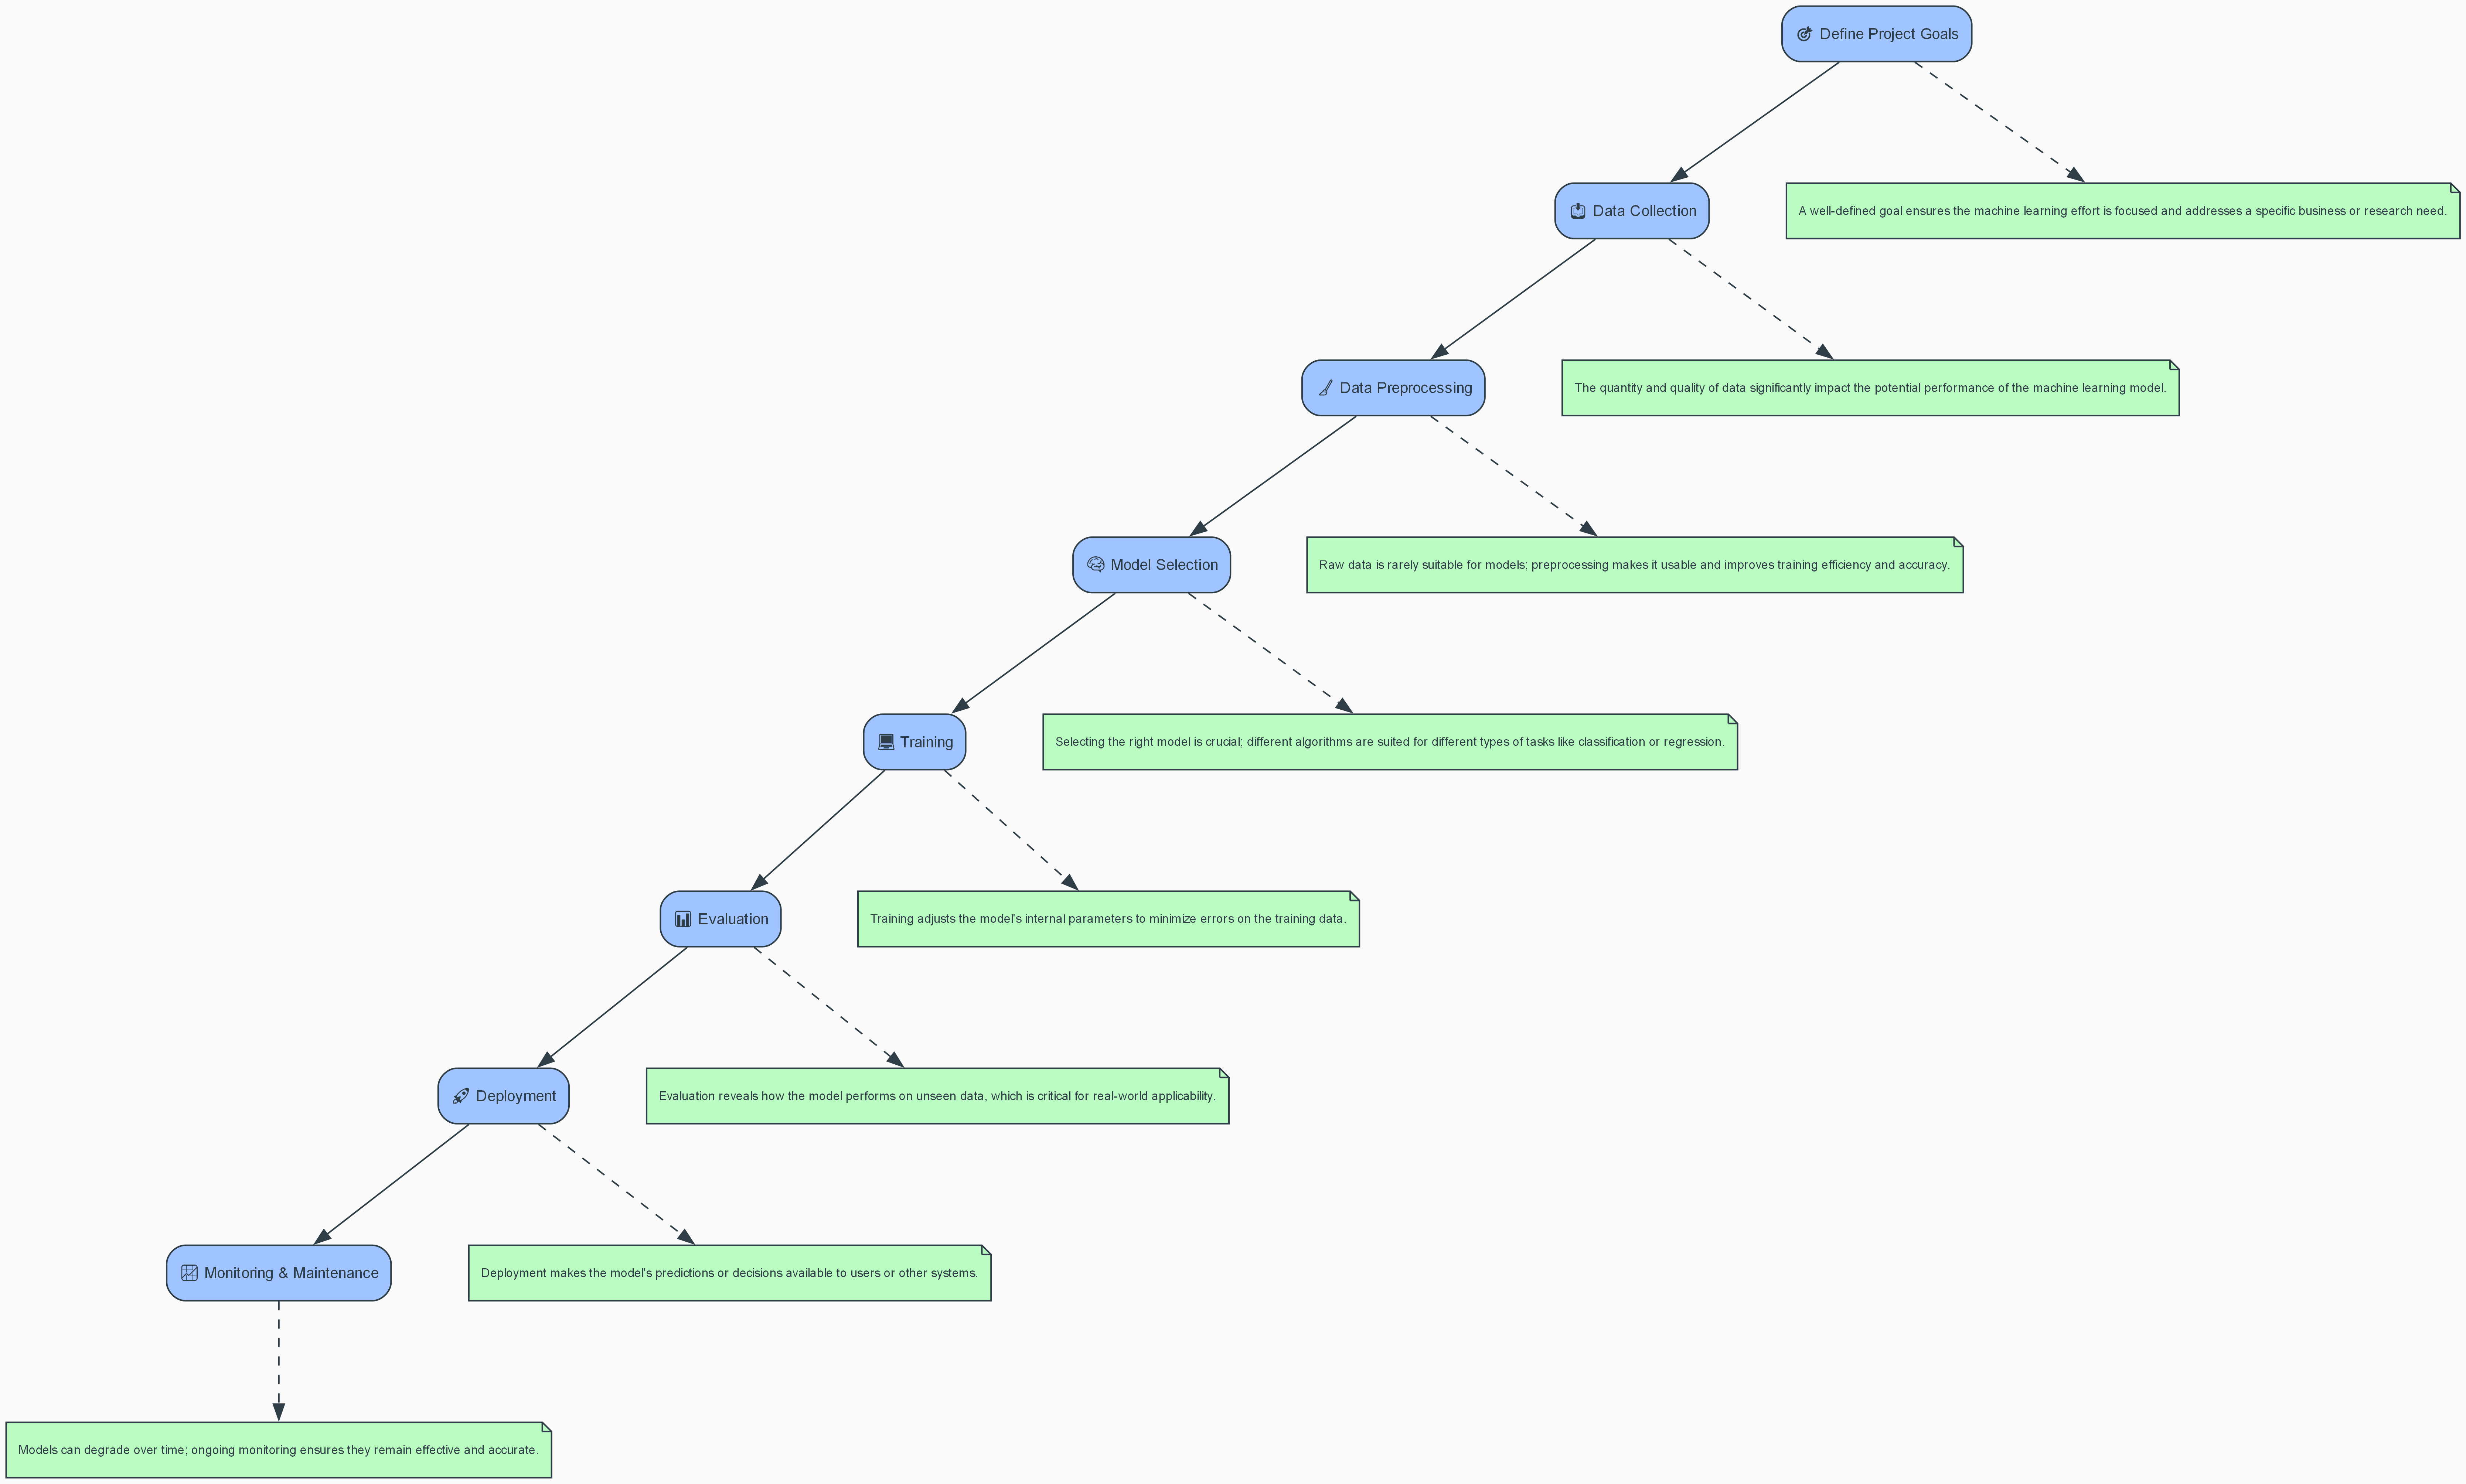 Define Project Goals
Data Collection
A well-defined goal ensures the machine learning effort is focused and addresses a specific business or research need.
Data Preprocessing
The quantity and quality of data significantly impact the potential performance of the machine learning model.
Model Selection
Raw data is rarely suitable for models; preprocessing makes it usable and improves training efficiency and accuracy.
Training
Selecting the right model is crucial; different algorithms are suited for different types of tasks like classification or regression.
Evaluation
Training adjusts the model's internal parameters to minimize errors on the training data.
Deployment
Evaluation reveals how the model performs on unseen data, which is critical for real-world applicability.
Monitoring & Maintenance
Deployment makes the model's predictions or decisions available to users or other systems.
Models can degrade over time; ongoing monitoring ensures they remain effective and accurate.